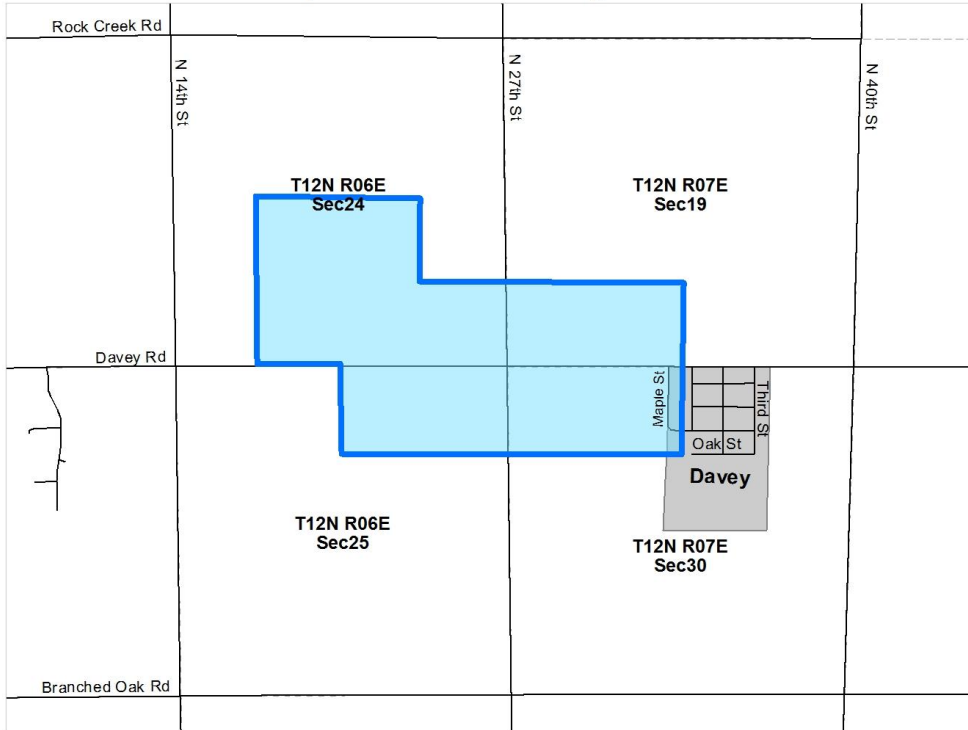 Rock Creek Rd
N 14th St
N 27th St
N 40th St
T12N R06E
Sec24
T12N R07E
Sec19
Davey Rd
Maple St
Third St
Oak St
Davey
T12N R06E
Sec25
T12N R07E
Sec30
Branched Oak Rd